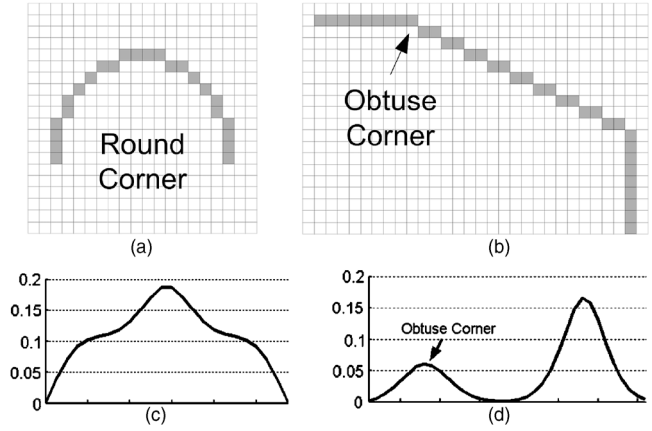 Round
Corner
Obtuse
Corner
(a)
(b)
0.2
0.15
0.1
0.05
0
(c)
0.2
0.15
0.1
0.05
0
Obtuse Corner
(d)